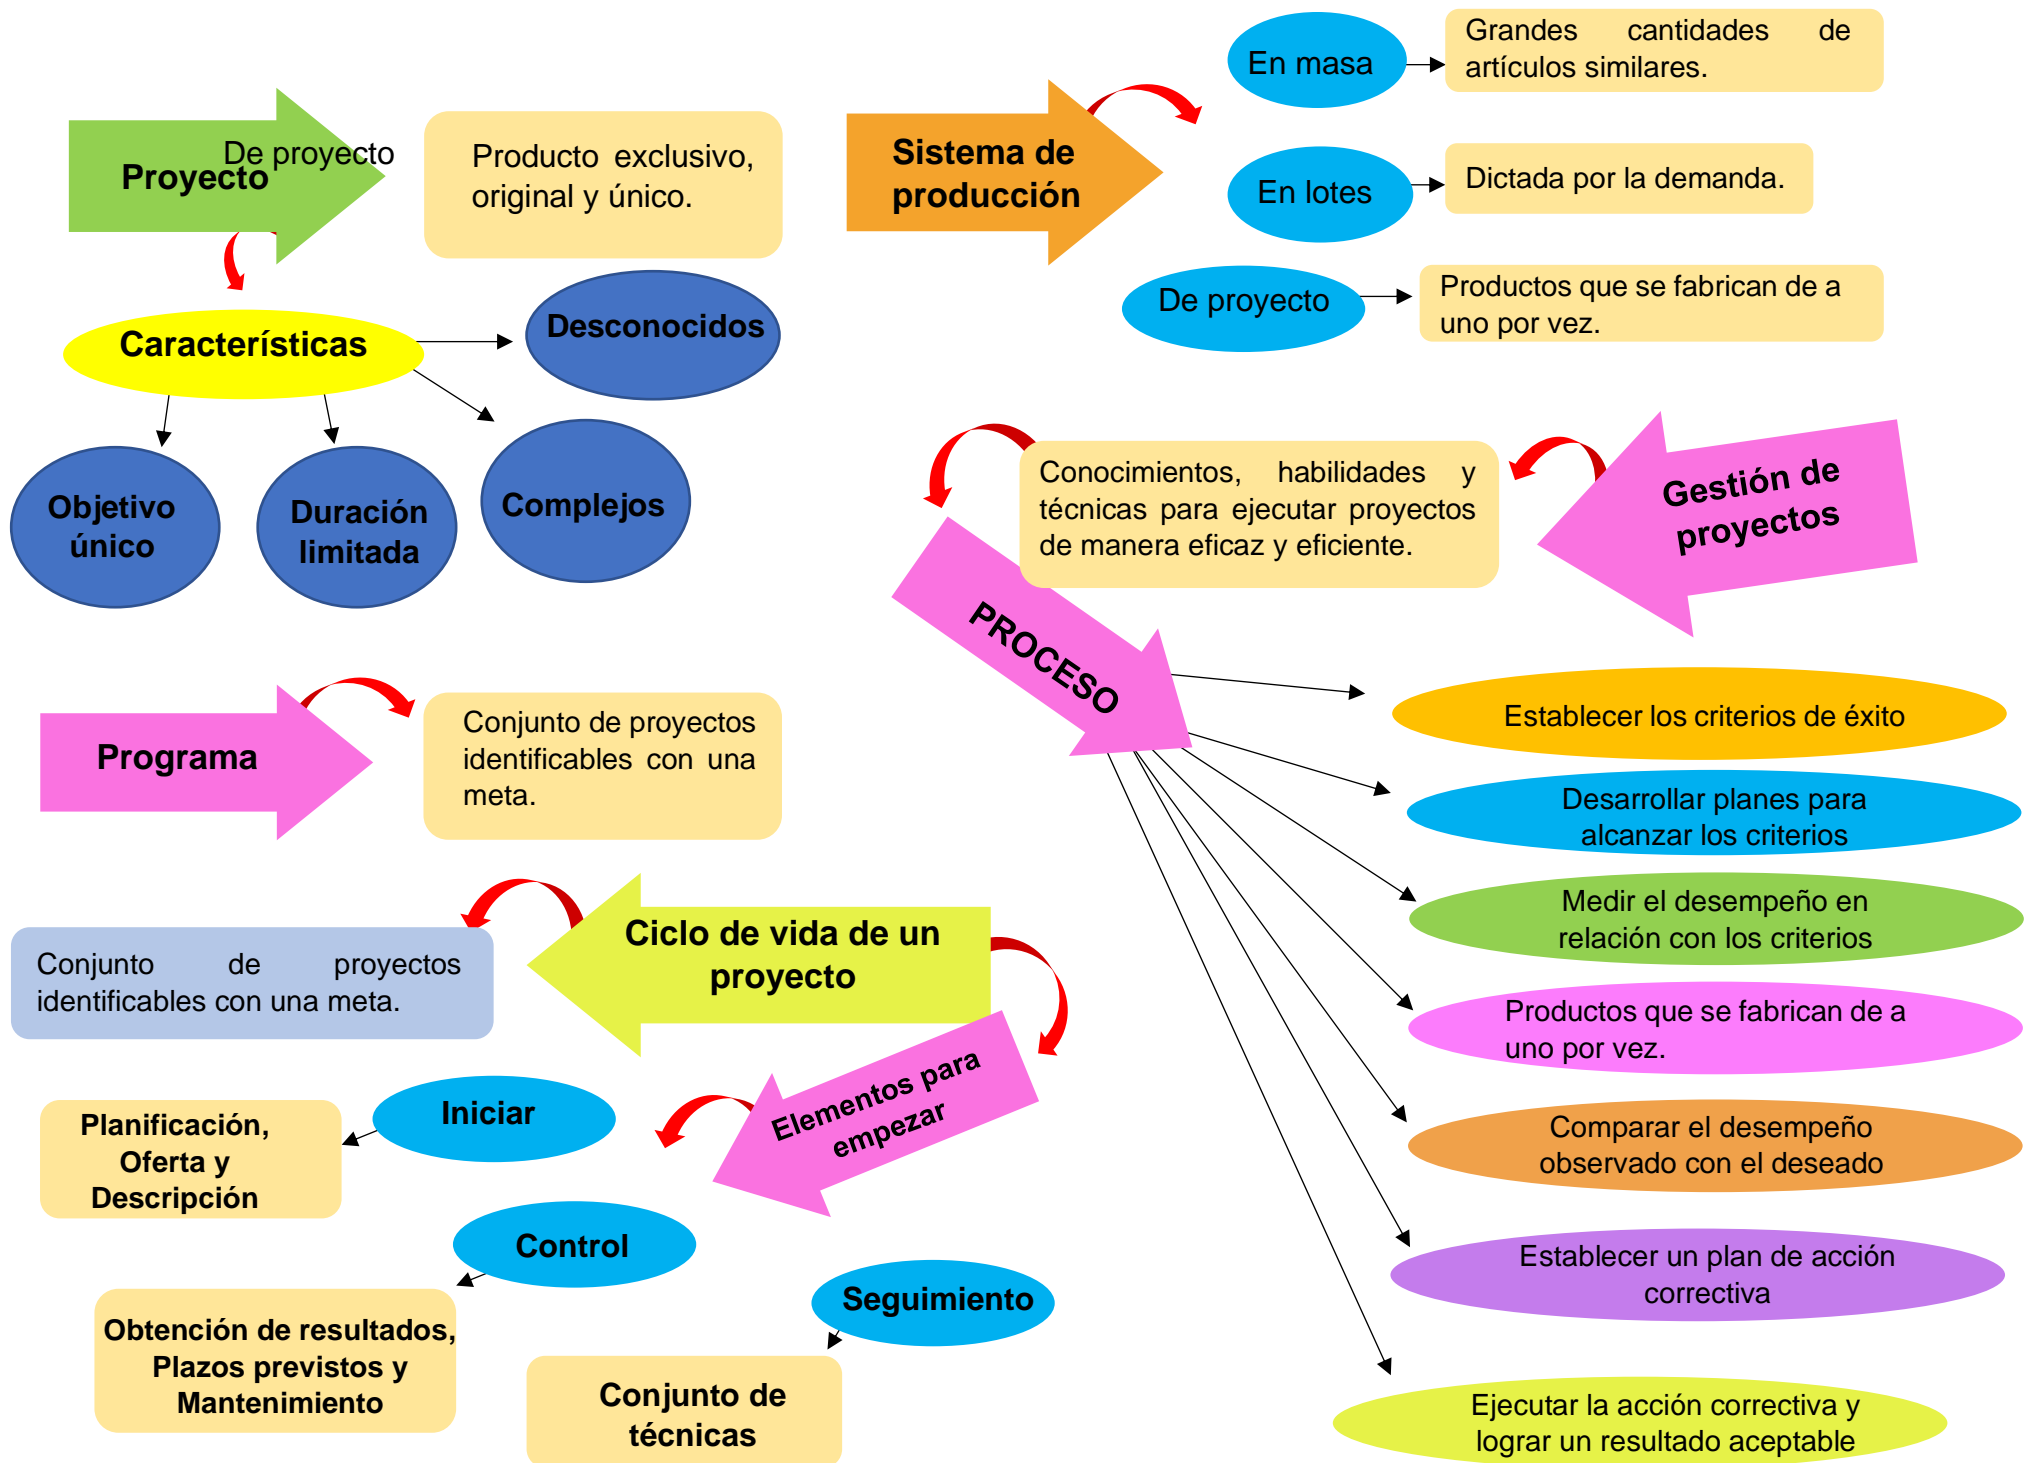 Proyecto
De proyecto
Producto exclusivo,
original y único.
Características
Desconocidos
Complejos
Duración
limitada
Objetivo
único
Sistema de
producción
En masa
Grandes cantidades de
artículos similares.
En lotes
Dictada por la demanda.
De proyecto
Productos que se fabrican de a
uno por vez.
Gestión de
proyectos
Conocimientos, habilidades y
técnicas para ejecutar proyectos
de manera eficaz y eficiente.
PROCESO
Establecer los criterios de éxito
Desarrollar planes para
alcanzar los criterios
Medir el desempeño en
relación con los criterios
Productos que se fabrican de a
uno por vez.
Comparar el desempeño
observado con el deseado
Establecer un plan de acción
correctiva
Ejecutar la acción correctiva y
lograr un resultado aceptable
Programa
Conjunto de proyectos
identificables con una
meta.
Ciclo de vida de un
proyecto
Conjunto de proyectos
identificables con una meta.
Elementos para
empezar
Iniciar
Planificación,
Oferta y
Descripción
Control
Obtención de resultados,
Plazos previstos y
Mantenimiento
Seguimiento
Conjunto de
técnicas